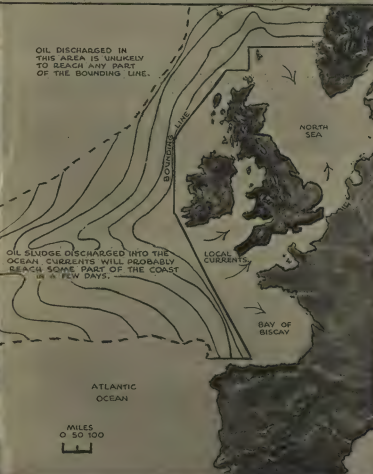 OIL DISCHARGED IN
THIS AREA IS UNLIKELY
TO REACH ANY PART
OF THE BOUNDING LINE.
BOUNDING LINE
NORTH
SEA
OIL SLUDGE DISCHARGED INTO THE
OCEAN CURRENTS WILL PROBABLY
REACH SOME PART OF THE COAST
IN A FEW DAYS.
LOCAL
CURRENTS
BAY OF
BISCAY
ATLANTIC
OCEAN
MILES
0 50 100